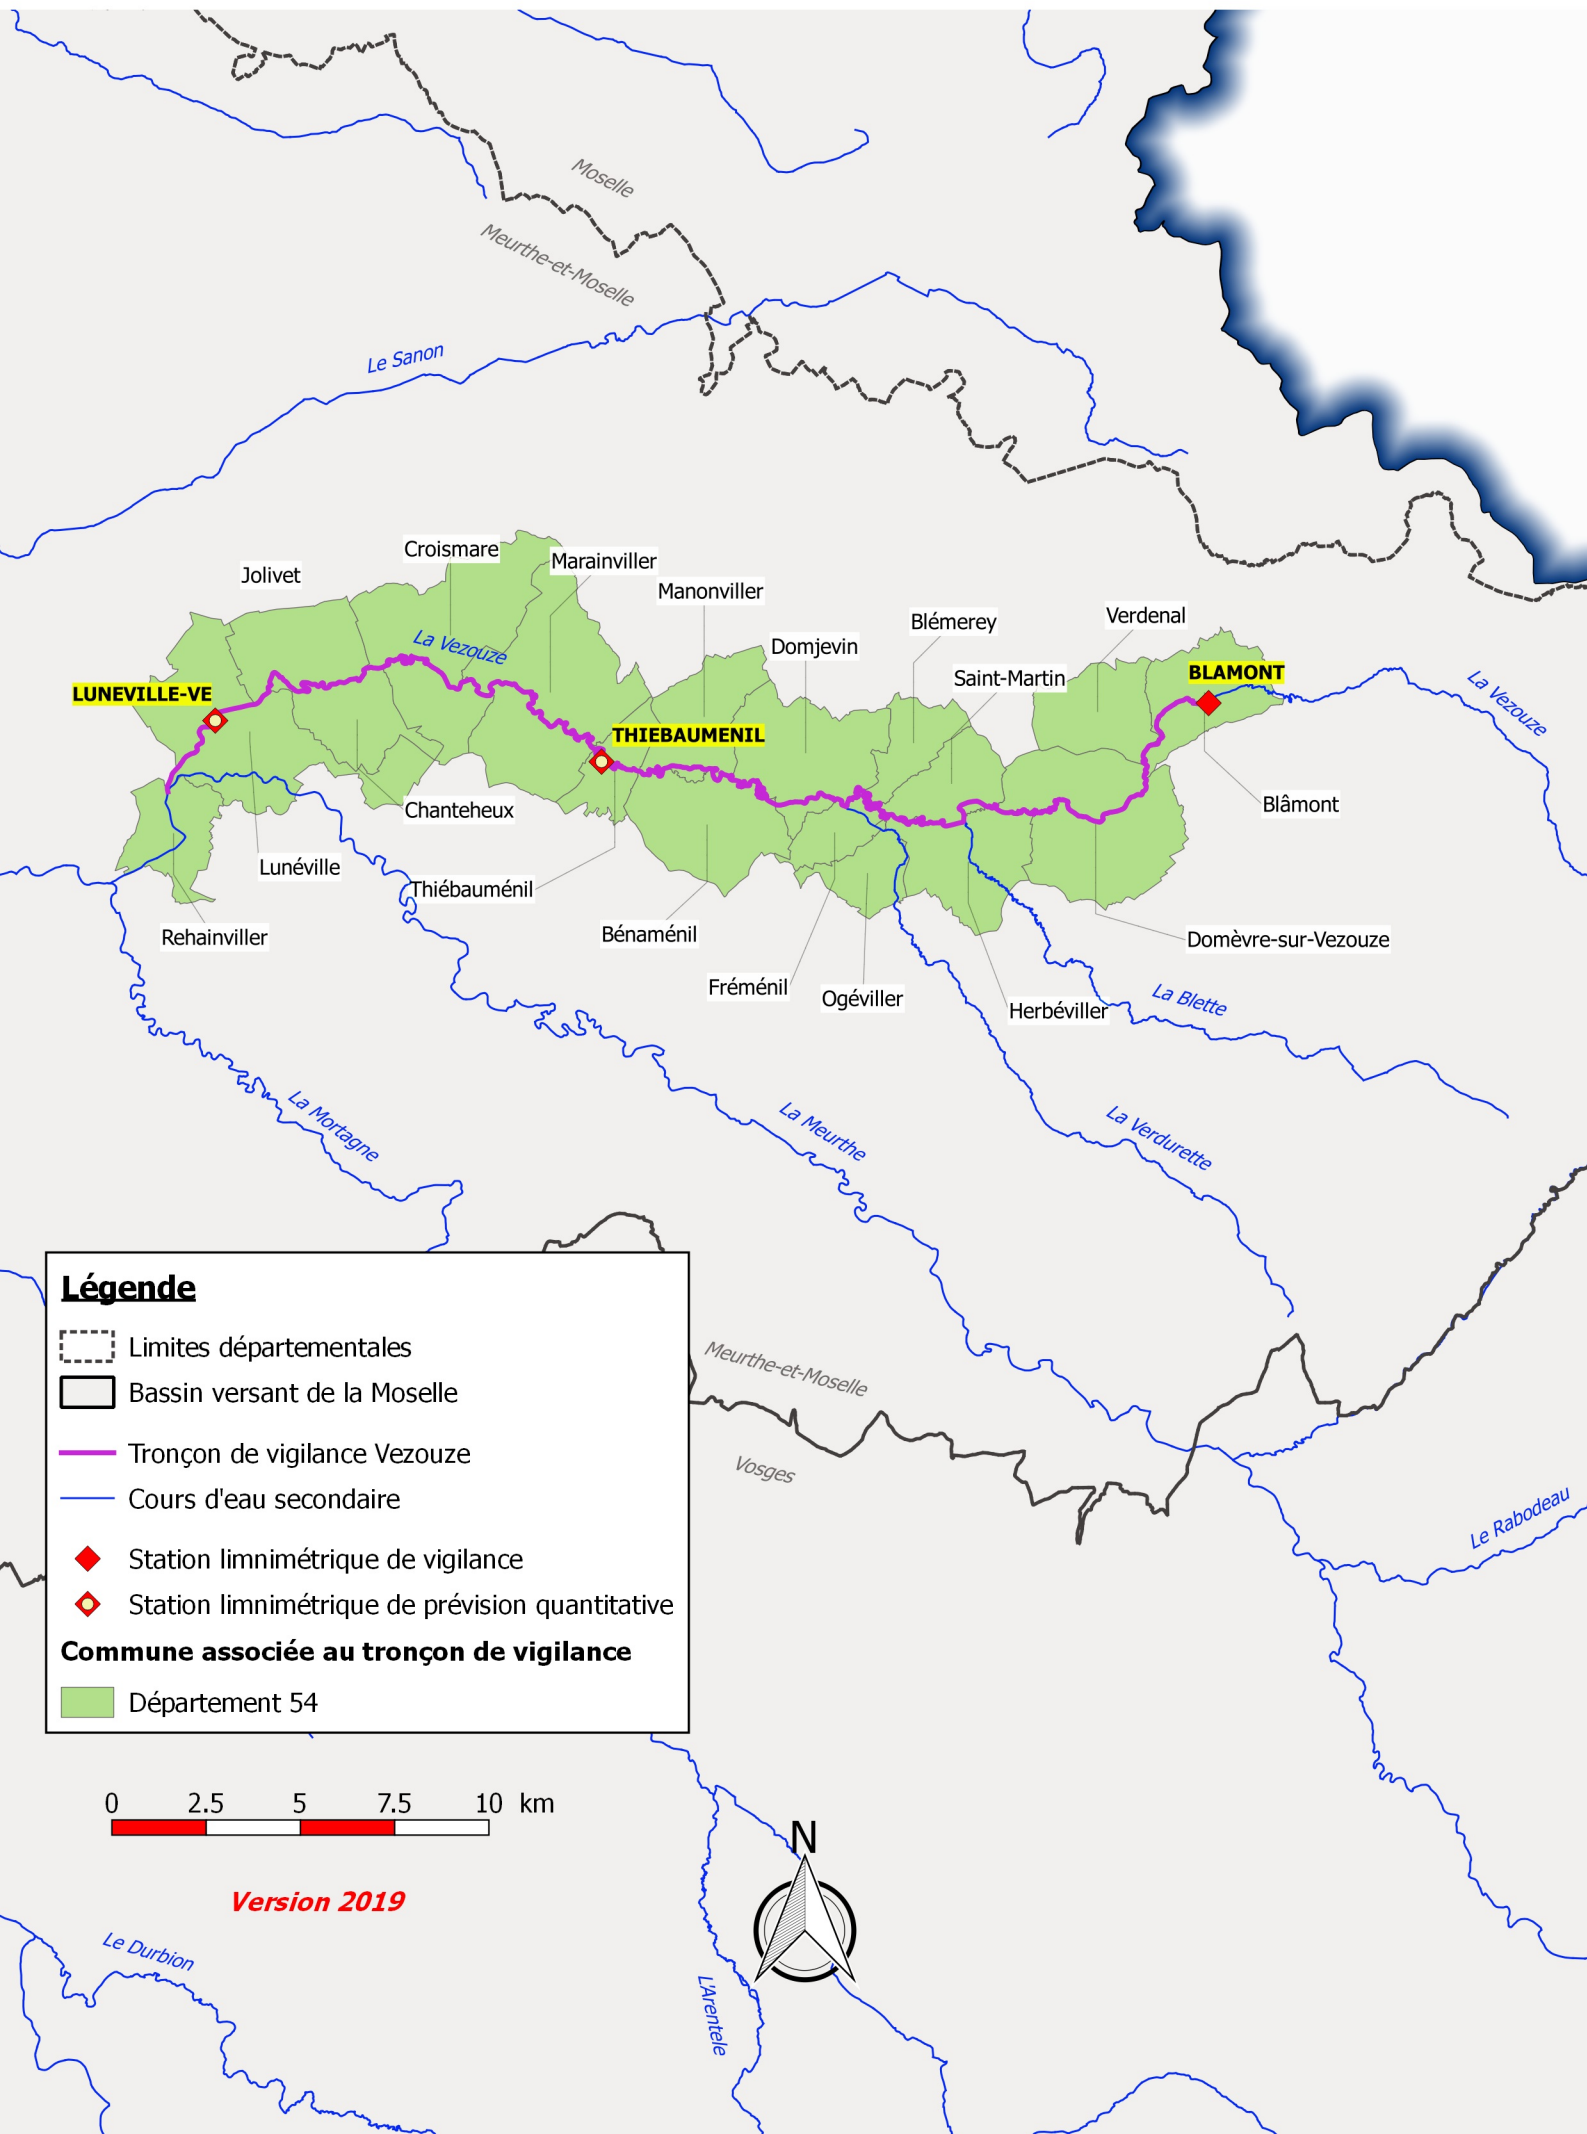 Moselle
Meurthe-et-Moselle
Le Sanon
Croismare
Marainviller
Jolivet
Manonviller
Blémerey
Verdenal
La Vezouze
Domjevin
Saint-Martin
BLAMONT
LUNEVILLE-VE
La Vezouze
THIEBAUMENIL
Chanteheux
Blâmont
Lunéville
Thiébauménil
Rehainviller
Bénaménil
Domèvre-sur-Vezouze
Fréménil
Ogéviller
Herbéviller
La Blette
La Mortagne
La Meurthe
La Verdurette
Légende
Limites départementales
Bassin versant de la Moselle
Tronçon de vigilance Vezouze
Cours d'eau secondaire
Station limnimétrique de vigilance
Station limnimétrique de prévision quantitative
Commune associée au tronçon de vigilance
Département 54
Meurthe-et-Moselle
Vosges
Le Rabodeau
0 2.5 5 7.5 10 km
N
Version 2019
Le Durbion
L'Arentele